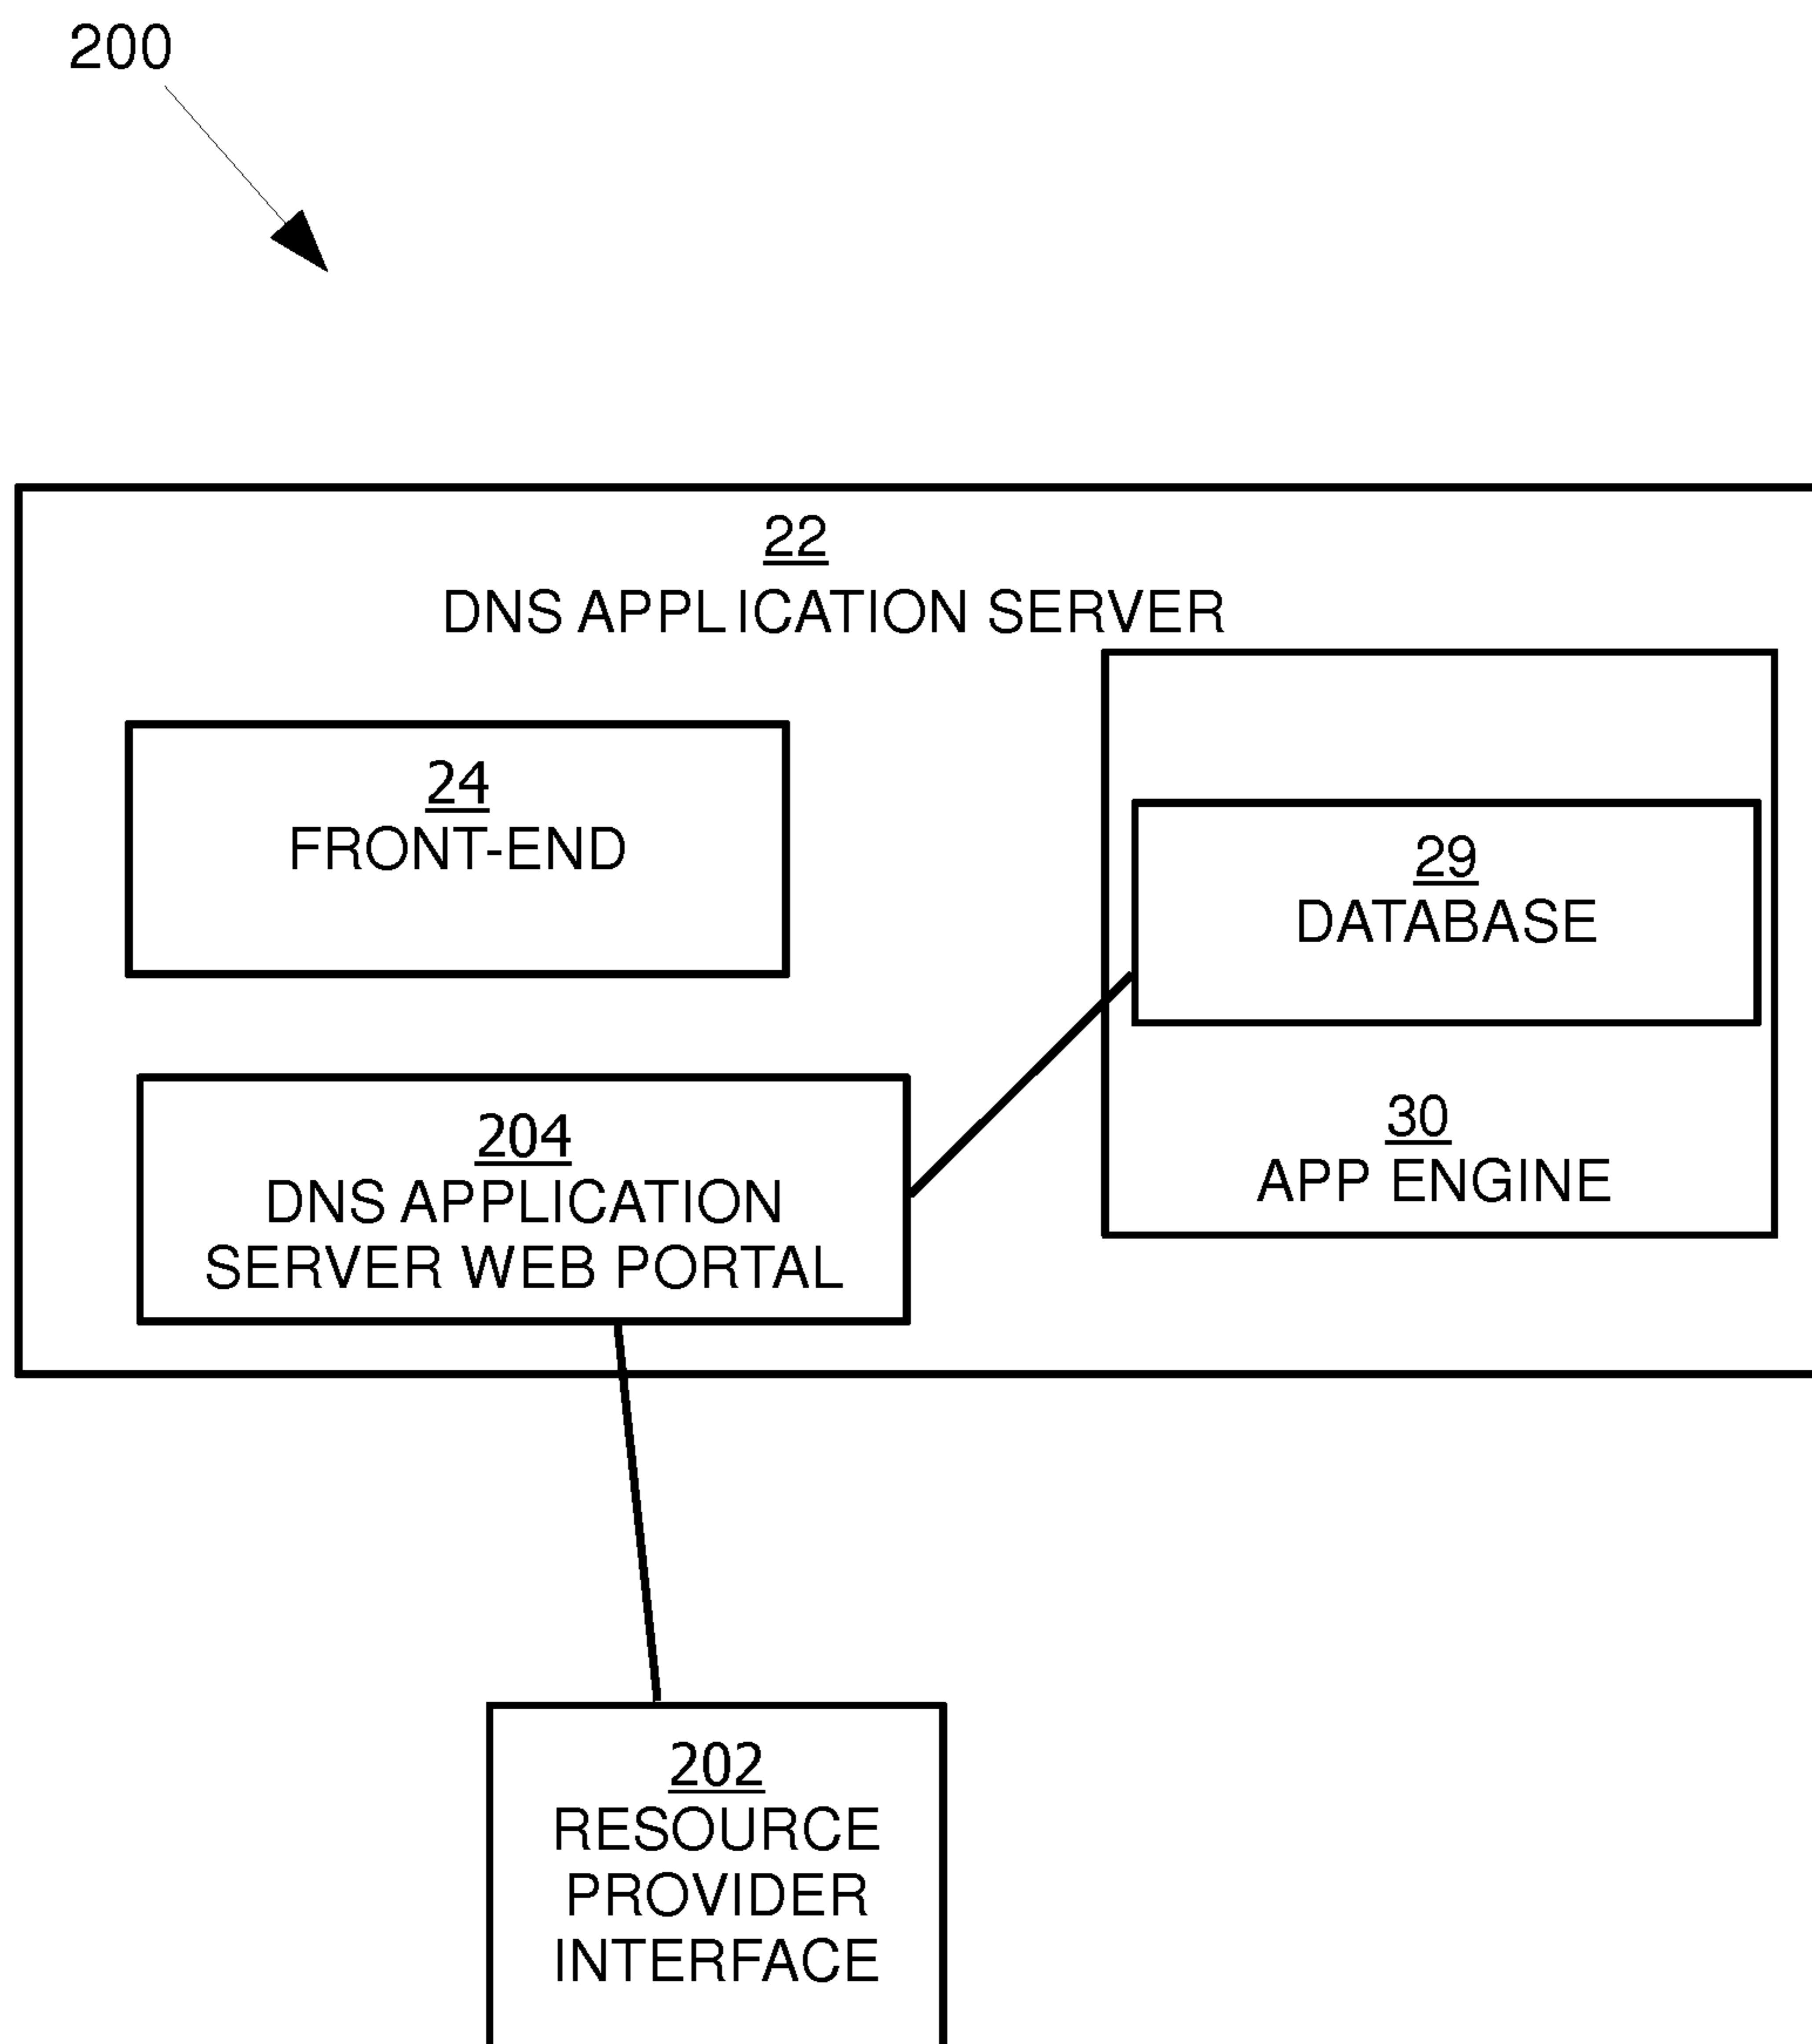 200
22
DNS APPLICATION SERVER
24
FRONT-END
29
DATABASE
30
APP ENGINE
204
DNS APPLICATION
SERVER WEB PORTAL
202
RESOURCE
PROVIDER
INTERFACE